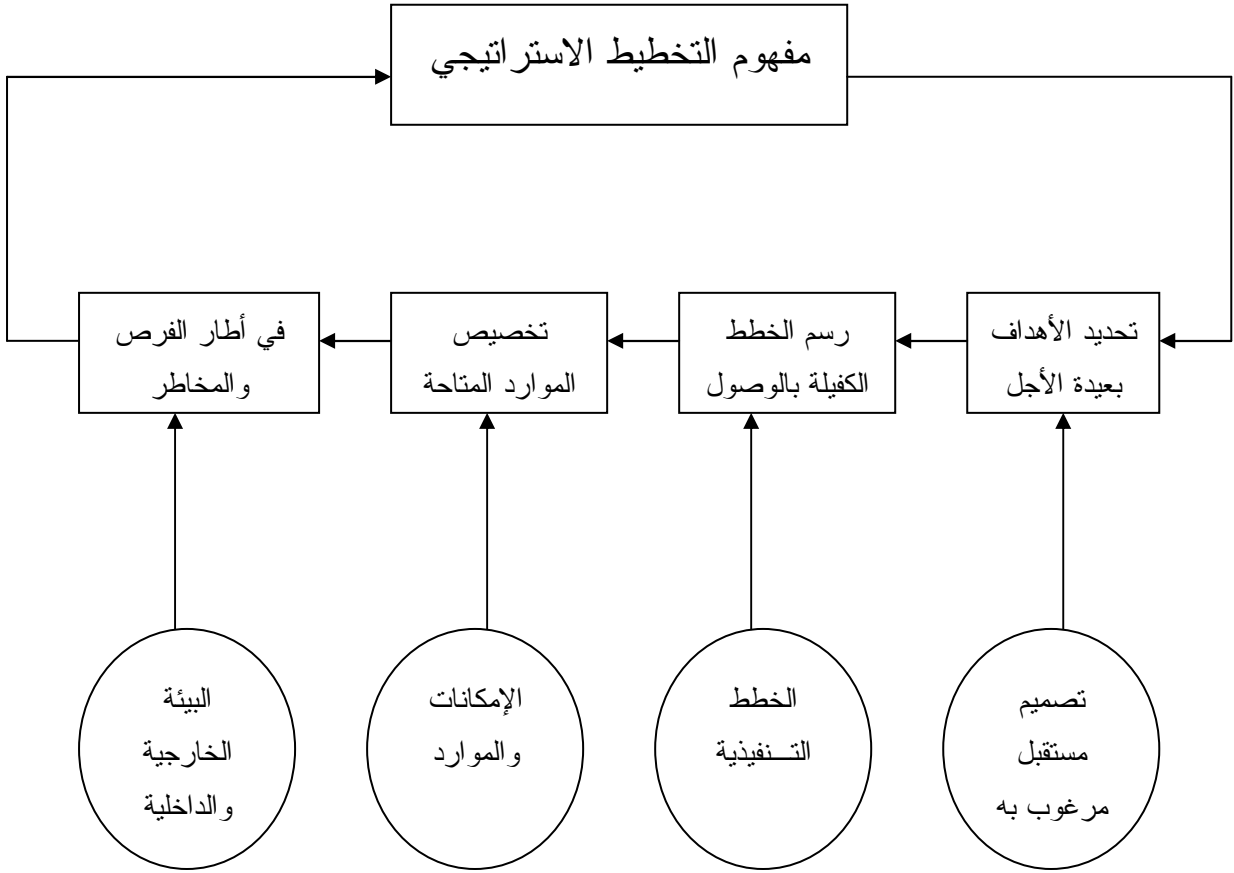 مفهوم التخطيط الاستراتيجي
تحديد الأهداف
بعيدة الأجل
رسم الخطط
الكفيلة بالوصول
تخصيص
الموارد المتاحة
في أطار الفرص
والمخاطر
تصميم
مستقبل
مرغوب به
الخطط
التـــنفيذية
الإمكانات
والموارد
البيئة
الخارجية
والداخلية